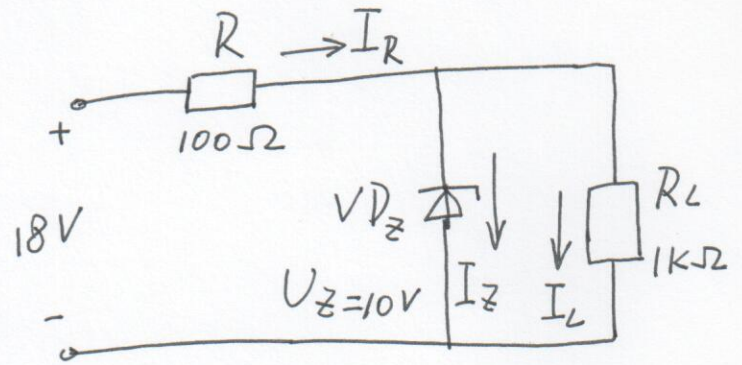 R → I_R
+
100Ω
18V
VD_Z
R_L
1KΩ
U_Z=10V
I_Z
I_L
-